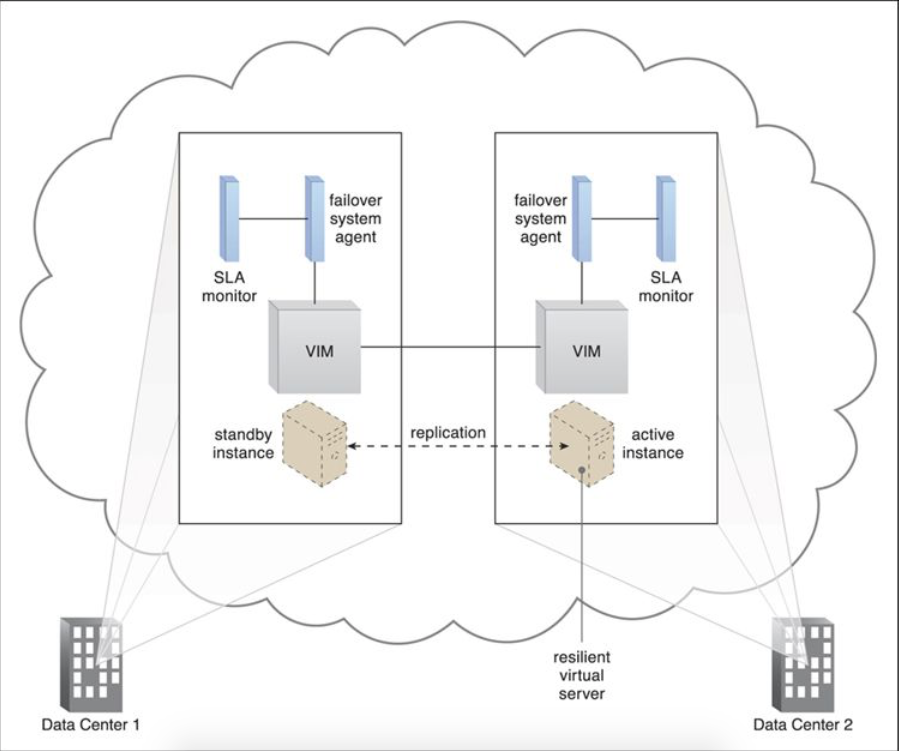 failover
system
agent
SLA
monitor
VIM
standby
instance
replication
failover
system
agent
SLA
monitor
VIM
active
instance
resilient
virtual
server
Data Center 1
Data Center 2